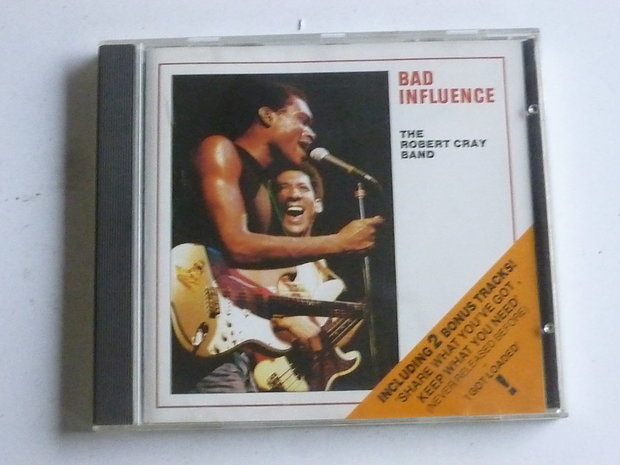 BAD
INFLUENCE
THE
ROBERT CRAY
BAND
INCLUDING 2 BONUS TRACKS!
'SHARE WHAT YOU'VE GOT,
KEEP WHAT YOU NEED'
(NEVER RELEASED BEFORE)
'I GOT LOADED'
!